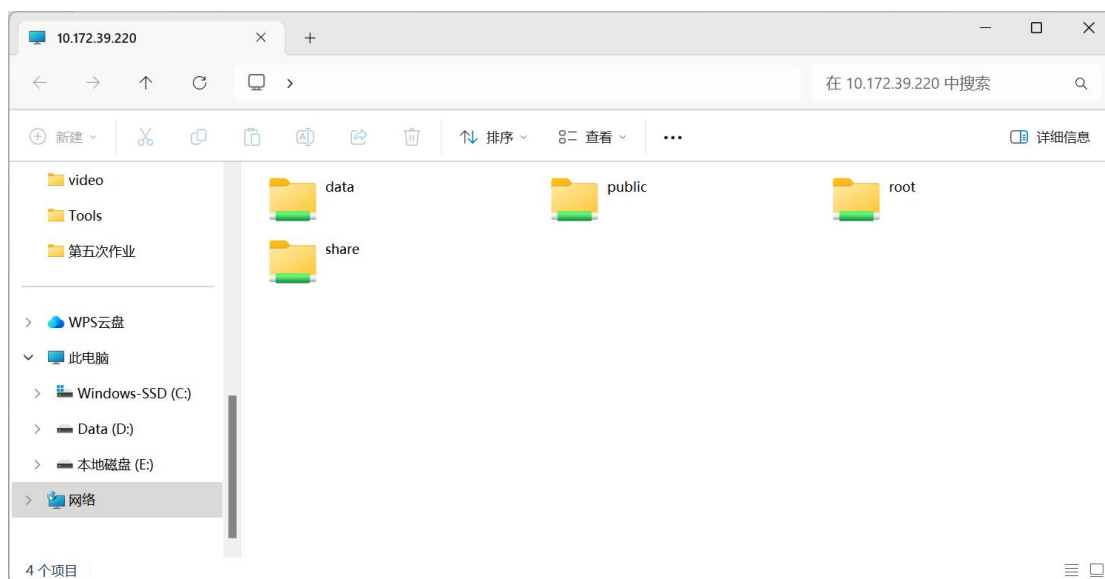 10.172.39.220
在 10.172.39.220 中搜索
新建
排序
查看
详细信息
video
Tools
第五次作业
WPS云盘
此电脑
Windows-SSD (C:)
Data (D:)
本地磁盘 (E:)
网络
data
public
root
share
4 个项目